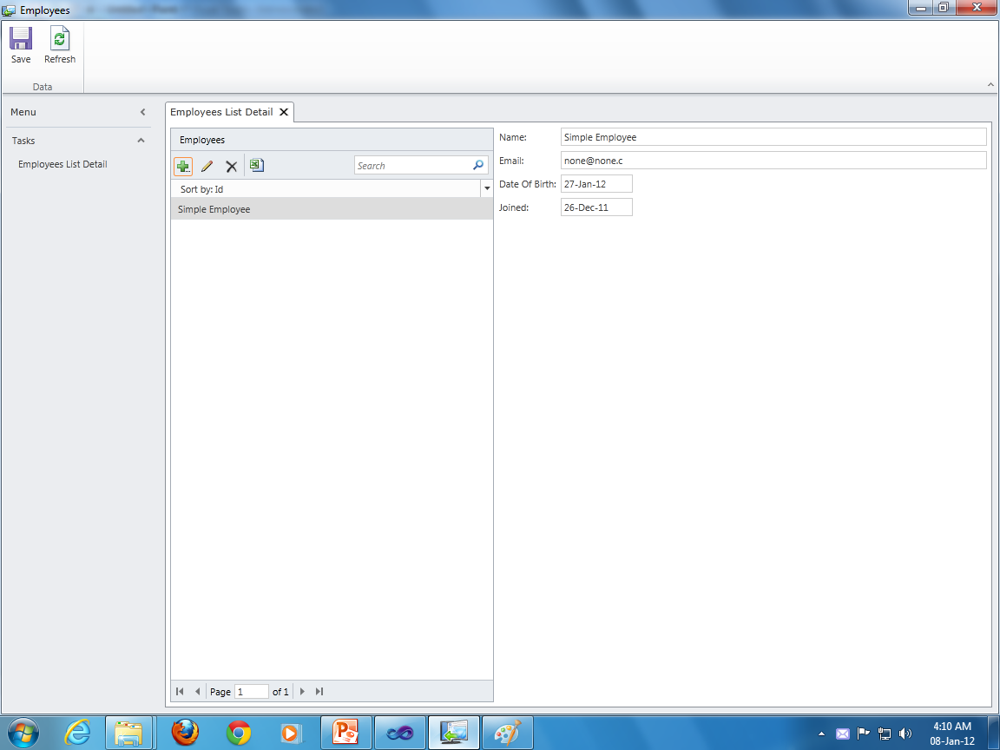 Employees
Save
Refresh
Data
Menu
Tasks
Employees List Detail
Employees List Detail
Employees
Search
Sort by: Id
Simple Employee
Page 1 of 1
Name: Simple Employee
Email: none@none.c
Date Of Birth: 27-Jan-12
Joined: 26-Dec-11
4:10 AM
08-Jan-12